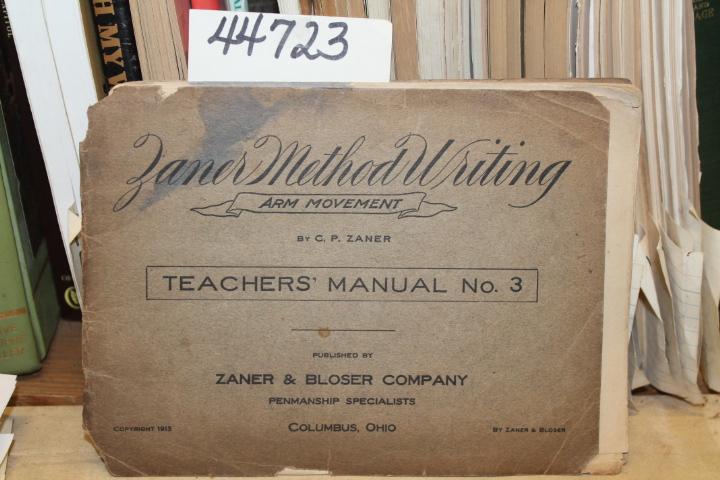 44723
Zaner Method Writing
ARM MOVEMENT
BY C. P. ZANER
TEACHERS' MANUAL No. 3
PUBLISHED BY
ZANER & BLOSER COMPANY
PENMANSHIP SPECIALISTS
COLUMBUS, OHIO
COPYRIGHT 1915
BY ZANER & BLOSER